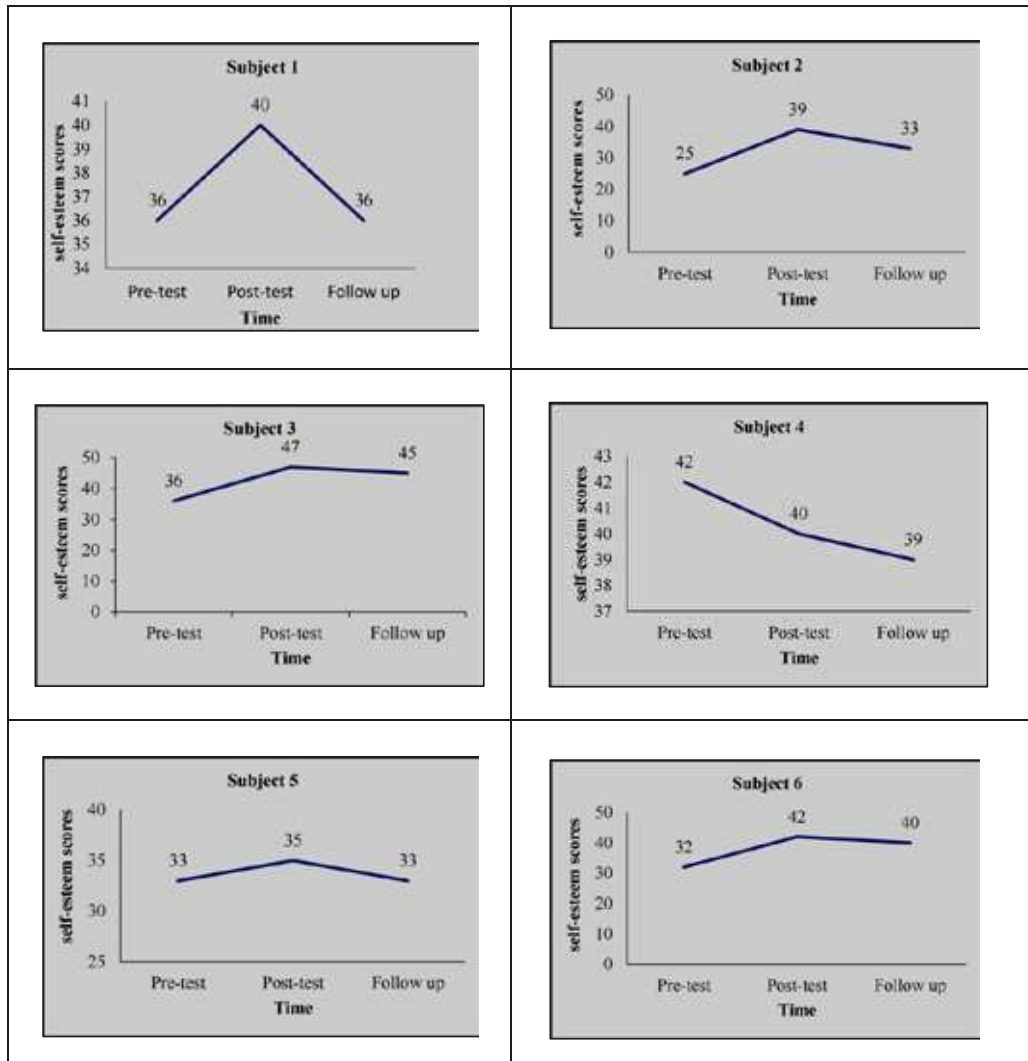 Subject 1
self-esteem scores
41
40
39
38
37
36
35
34
36
40
36
Pre-test Post-test Follow up
Time
Subject 2
self-esteem scores
50
40
30
20
10
0
25
39
33
Pre-test Post-test Follow up
Time
Subject 3
self-esteem scores
50
40
30
20
10
0
36
47
45
Pre-test Post-test Follow up
Time
Subject 4
self-esteem scores
43
42
41
40
39
38
37
42
40
39
Pre-test Post-test Follow up
Time
Subject 5
self-esteem scores
40
35
30
25
33
35
33
Pre-test Post-test Follow up
Time
Subject 6
self-esteem scores
50
40
30
20
10
0
32
42
40
Pre-test Post-test Follow up
Time